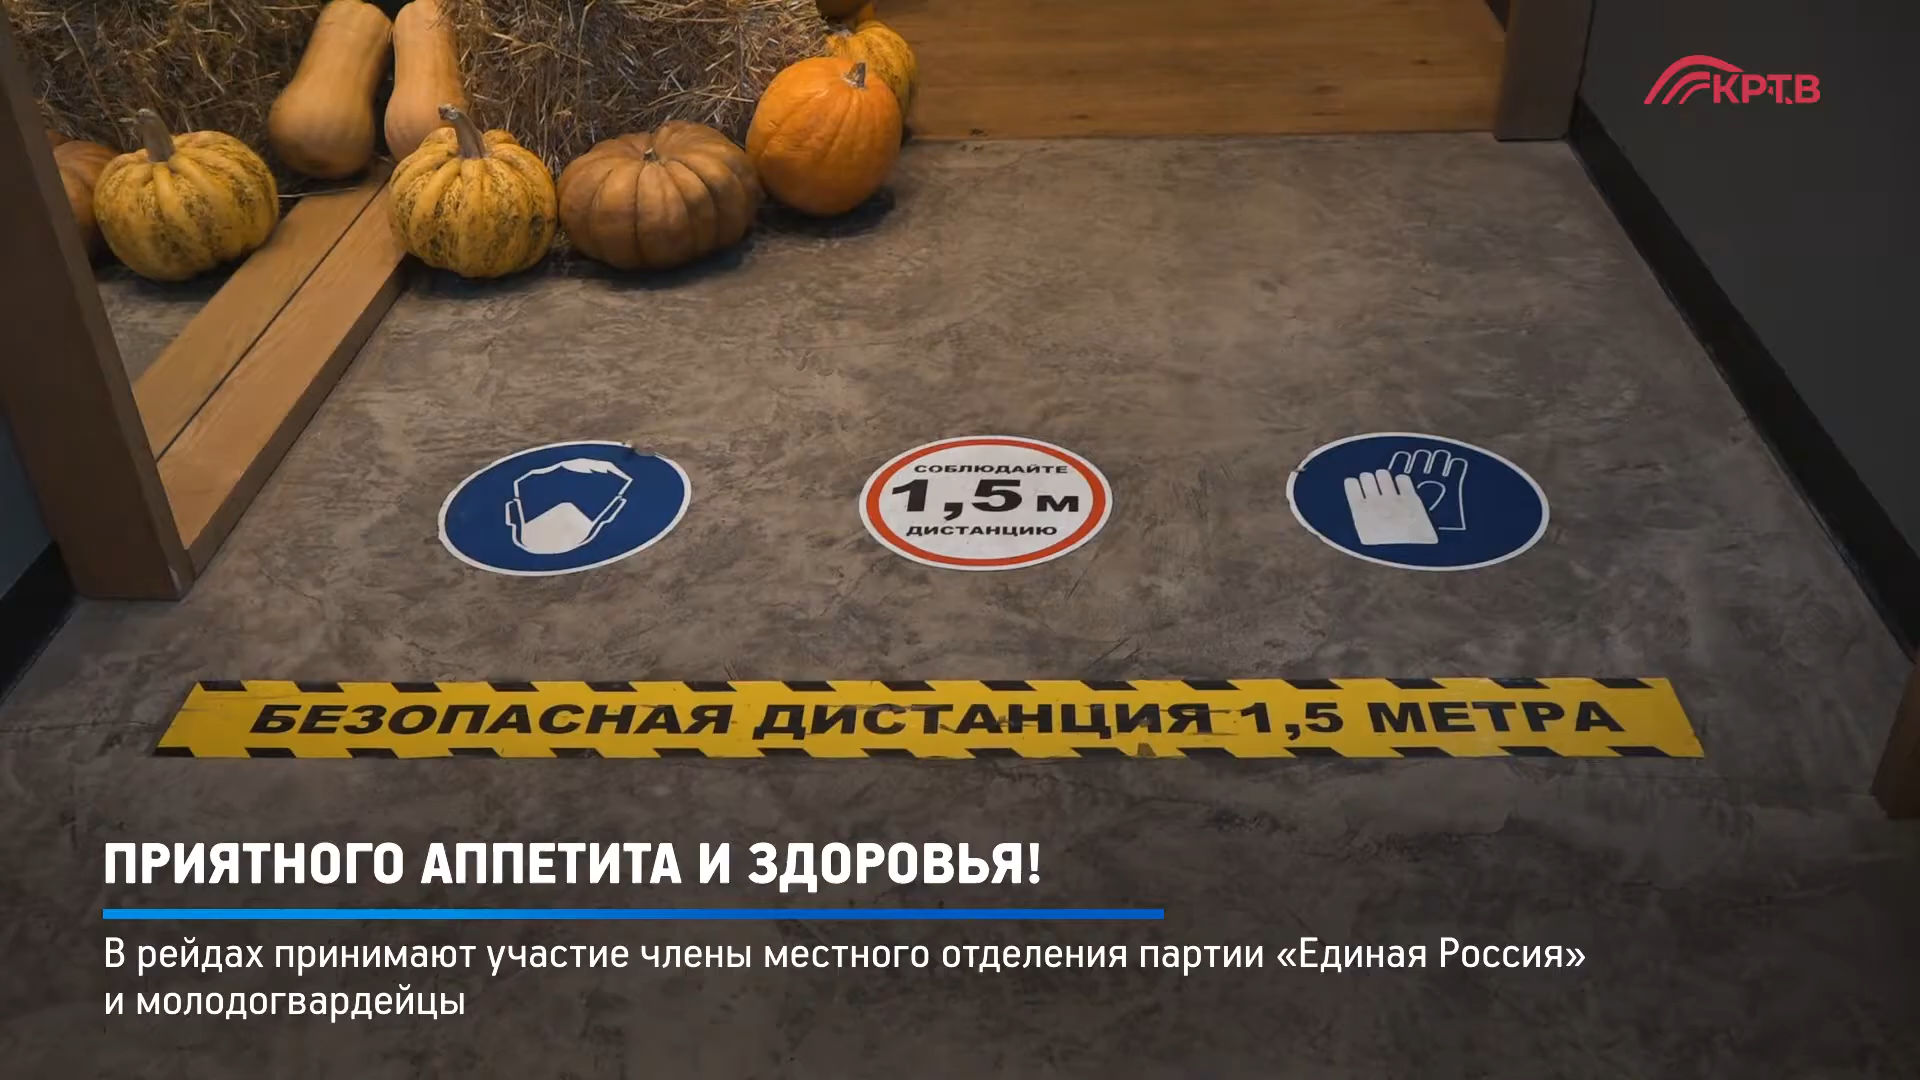 КРТВ
СОБЛЮДАЙТЕ
1,5 м
ДИСТАНЦИЮ
БЕЗОПАСНАЯ ДИСТАНЦИЯ 1,5 МЕТРА
ПРИЯТНОГО АППЕТИТА И ЗДОРОВЬЯ!
В рейдах принимают участие члены местного отделения партии «Единая Россия»
и молодогвардейцы